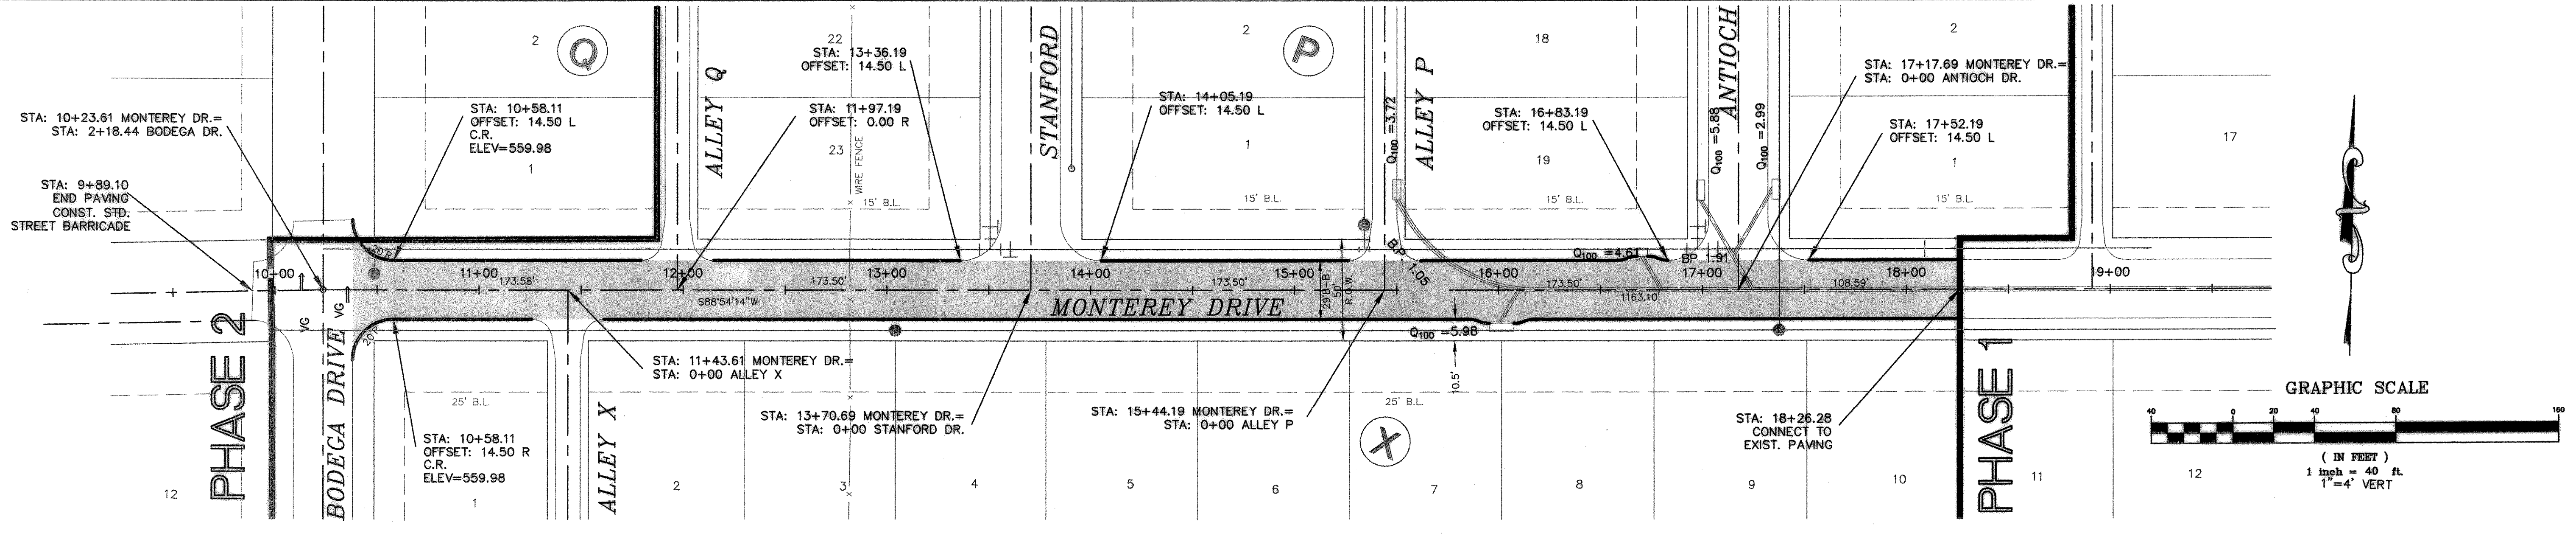 STA: 10+23.61 MONTEREY DR.=
STA: 2+18.44 BODEGA DR.
STA: 9+89.10
END PAVING
CONST. STD.
STREET BARRICADE
2
Q
STA: 10+58.11
OFFSET: 14.50 L
C.R.
ELEV=559.98
1
ALLEY Q
22
STA: 13+36.19
OFFSET: 14.50 L
STA: 11+97.19
OFFSET: 0.00 R
23
WIRE FENCE
15' B.L.
STANFORD
2
P
STA: 14+05.19
OFFSET: 14.50 L
1
15' B.L.
Q100 =3.72
ALLEY P
18
STA: 16+83.19
OFFSET: 14.50 L
19
15' B.L.
Q100 =5.88
ANTIOCH
Q100 =2.99
2
STA: 17+17.69 MONTEREY DR.=
STA: 0+00 ANTIOCH DR.
STA: 17+52.19
OFFSET: 14.50 L
1
15' B.L.
17
20'R
10+00
11+00
12+00
13+00
14+00
15+00
16+00
17+00
18+00
19+00
173.58'
S88°54'14"W
173.50'
173.50'
173.50'
1163.10'
108.59'
MONTEREY DRIVE
29'B-B
50'
R.O.W.
B.P. 1.05
Q100 =4.61
BP 1.91
Q100 =5.98
10.5'
VG
VG
20'R
PHASE 2
BODEGA DRIVE
12
25' B.L.
STA: 10+58.11
OFFSET: 14.50 R
C.R.
ELEV=559.98
1
ALLEY X
STA: 11+43.61 MONTEREY DR.=
STA: 0+00 ALLEY X
2
3
STA: 13+70.69 MONTEREY DR.=
STA: 0+00 STANFORD DR.
4
5
STA: 15+44.19 MONTEREY DR.=
STA: 0+00 ALLEY P
6
25' B.L.
X
7
8
STA: 18+26.28
CONNECT TO
EXIST. PAVING
9
10
PHASE 1
11
12
GRAPHIC SCALE
40 0 20 40 80 160
( IN FEET )
1 inch = 40 ft.
1"=4' VERT